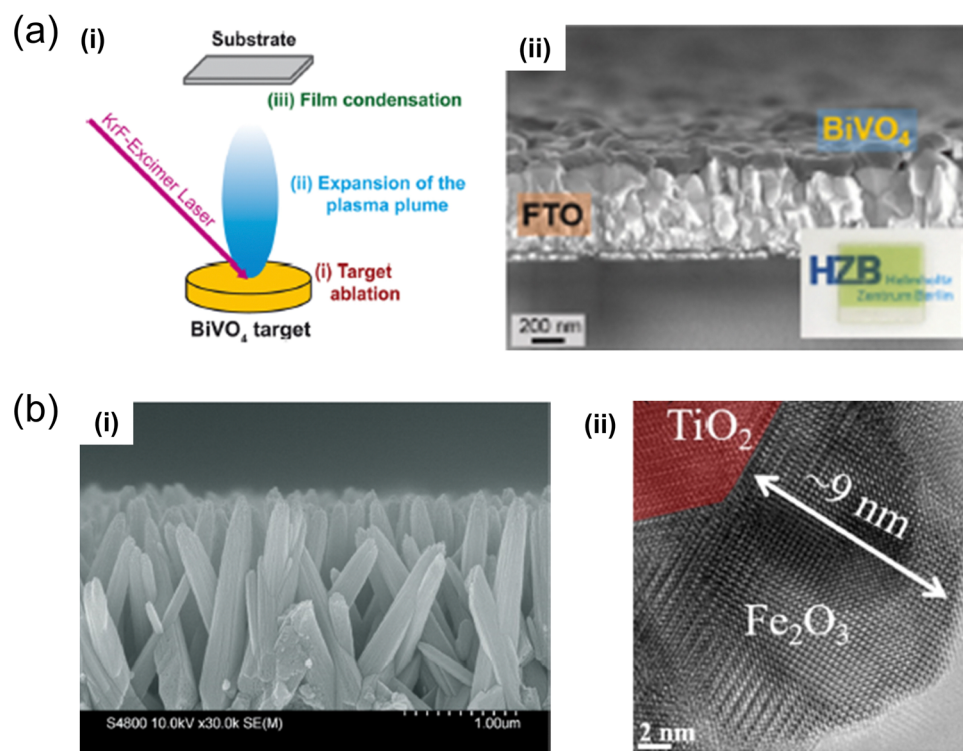 (a)
(i)
Substrate
(iii) Film condensation
KrF-Excimer Laser
(ii) Expansion of the
plasma plume
(i) Target
ablation
BiVO₄ target
(ii)
BiVO₄
FTO
HZB Helmholtz
Zentrum Berlin
200 nm
(b)
(i)
S4800 10.0kV x30.0k SE(M)
1.00um
(ii)
TiO₂
~9 nm
Fe₂O₃
2 nm